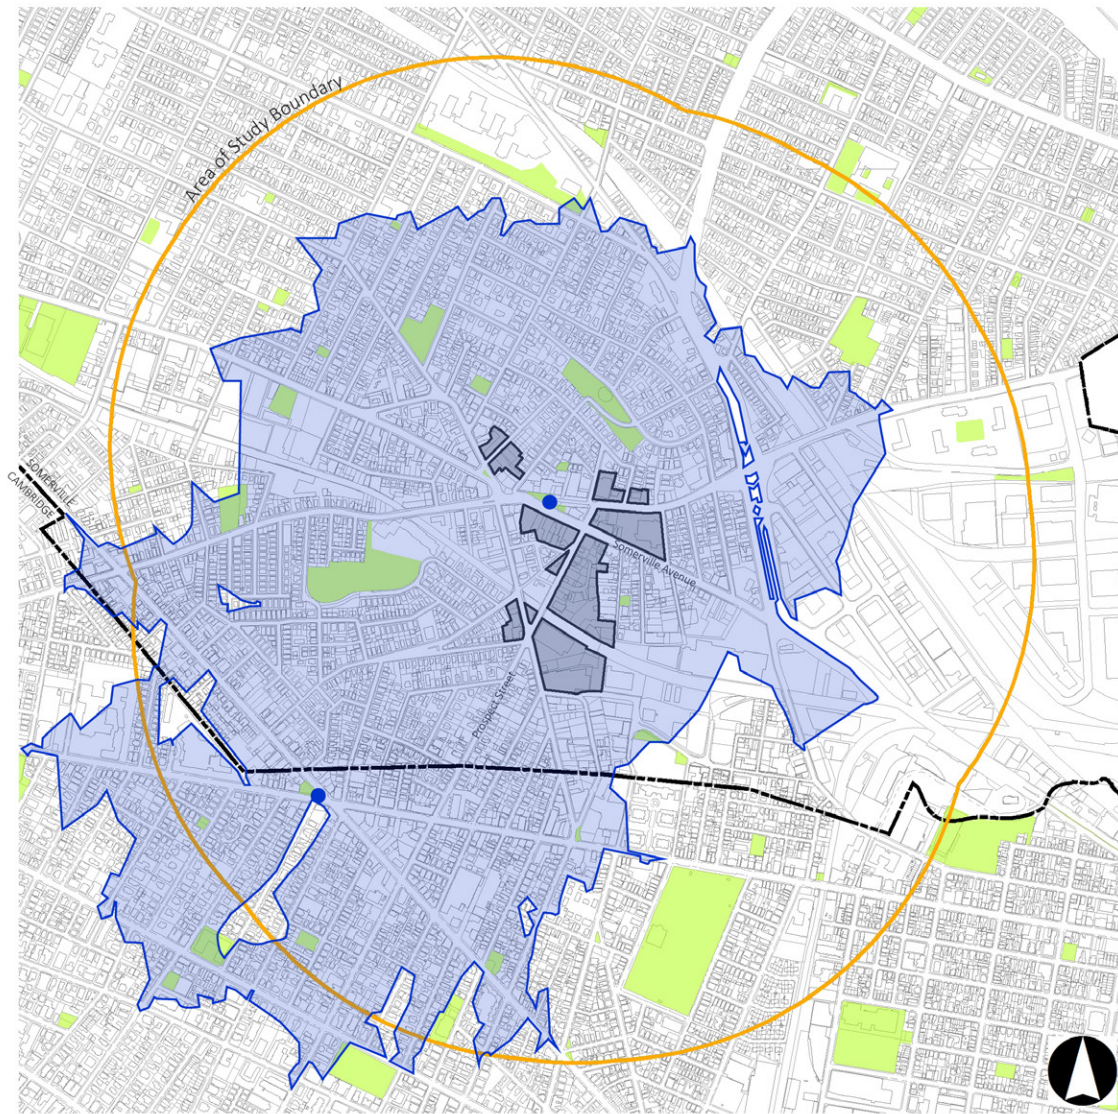 Area of Study Boundary
SOMERVILLE
CAMBRIDGE
Somerville Avenue
Prospect Street